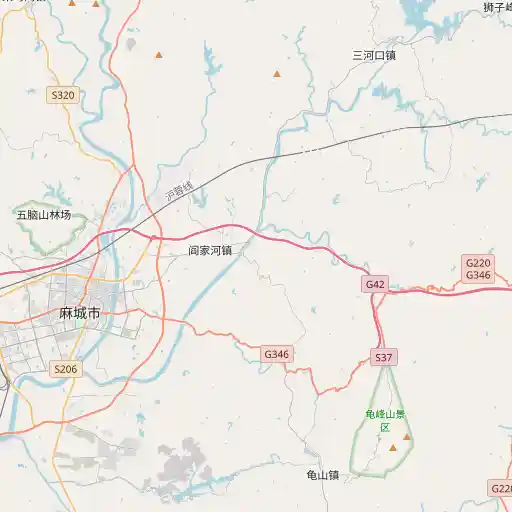 狮子峰
三河口镇
S320
沪蓉线
五脑山林场
阎家河镇
G220
G346
G42
麻城市
G346
S37
S206
龟峰山景
区
龟山镇
G220